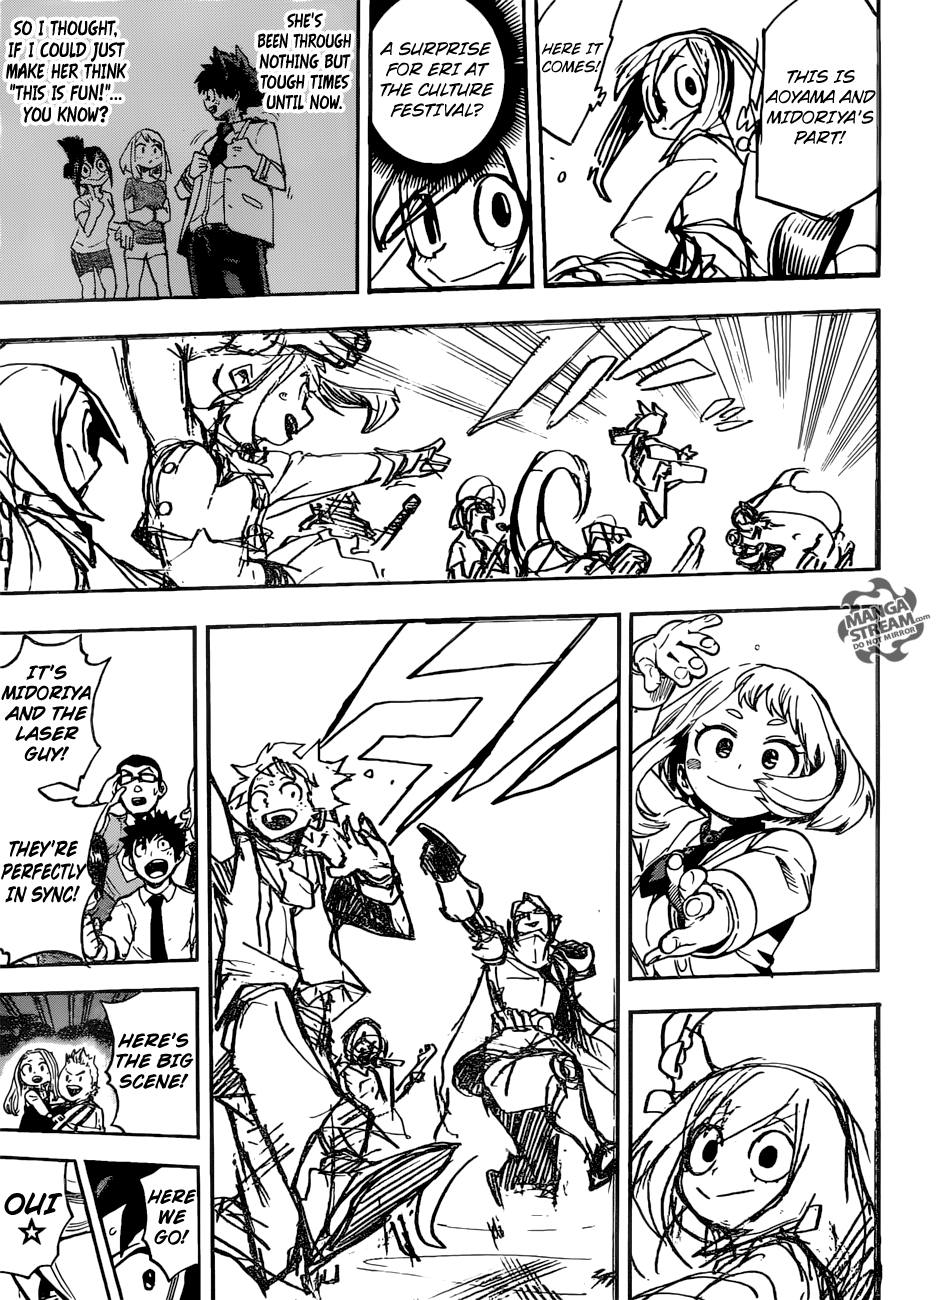 THIS IS
AOYAMA AND
MIDORIYA'S
PART!
HERE IT
COMES!
A SURPRISE
FOR ERI AT
THE CULTURE
FESTIVAL?
SHE'S
BEEN THROUGH
NOTHING BUT
TOUGH TIMES
UNTIL NOW.
SO I THOUGHT,
IF I COULD JUST
MAKE HER THINK
"THIS IS FUN!"...
YOU KNOW?
MANGA
STREAM.com
DO NOT MIRROR
IT'S
MIDORIYA
AND THE
LASER
GUY!
THEY'RE
PERFECTLY
IN SYNC!
HERE'S
THE BIG
SCENE!
HERE
WE
GO!
OUI
☆